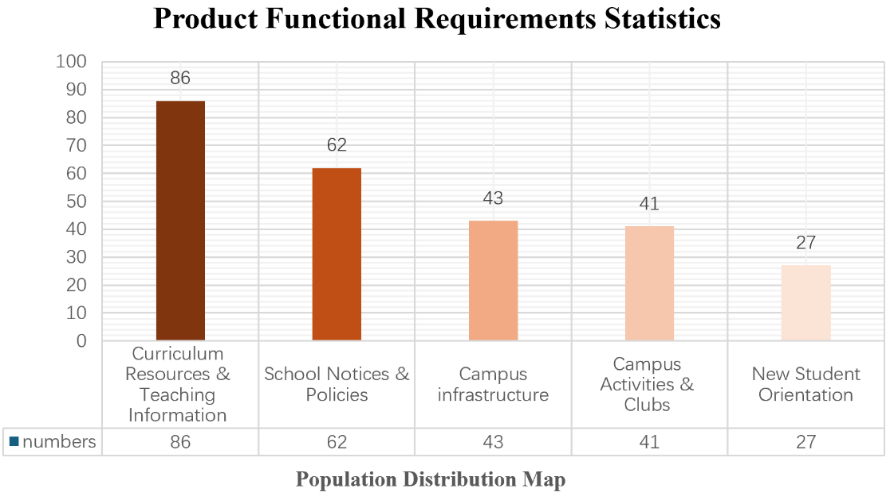 Product Functional Requirements Statistics
100
90
80
70
60
50
40
30
20
10
0
86
62
43
41
27
Curriculum
Resources &
Teaching
Information
School Notices &
Policies
Campus
infrastructure
Campus
Activities &
Clubs
New Student
Orientation
numbers 86 62 43 41 27
Population Distribution Map